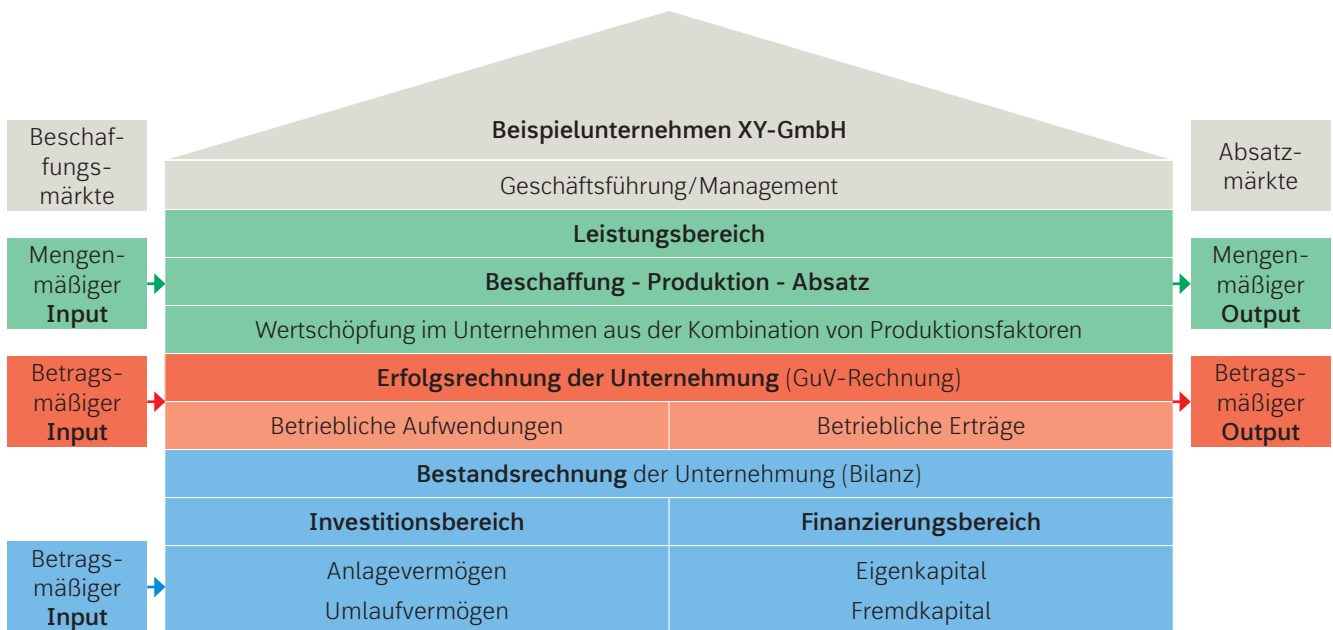 Beispielunternehmen XY-GmbH
Beschaf-
fungs-
märkte
Absatz-
märkte
Geschäftsführung/Management
Leistungsbereich
Mengen-
mäßiger
Input
Beschaffung - Produktion - Absatz
Mengen-
mäßiger
Output
Wertschöpfung im Unternehmen aus der Kombination von Produktionsfaktoren
Betrags-
mäßiger
Input
Erfolgsrechnung der Unternehmung (GuV-Rechnung)
Betriebliche Aufwendungen
Betriebliche Erträge
Betrags-
mäßiger
Output
Bestandsrechnung der Unternehmung (Bilanz)
Investitionsbereich
Finanzierungsbereich
Betrags-
mäßiger
Input
Anlagevermögen
Umlaufvermögen
Eigenkapital
Fremdkapital